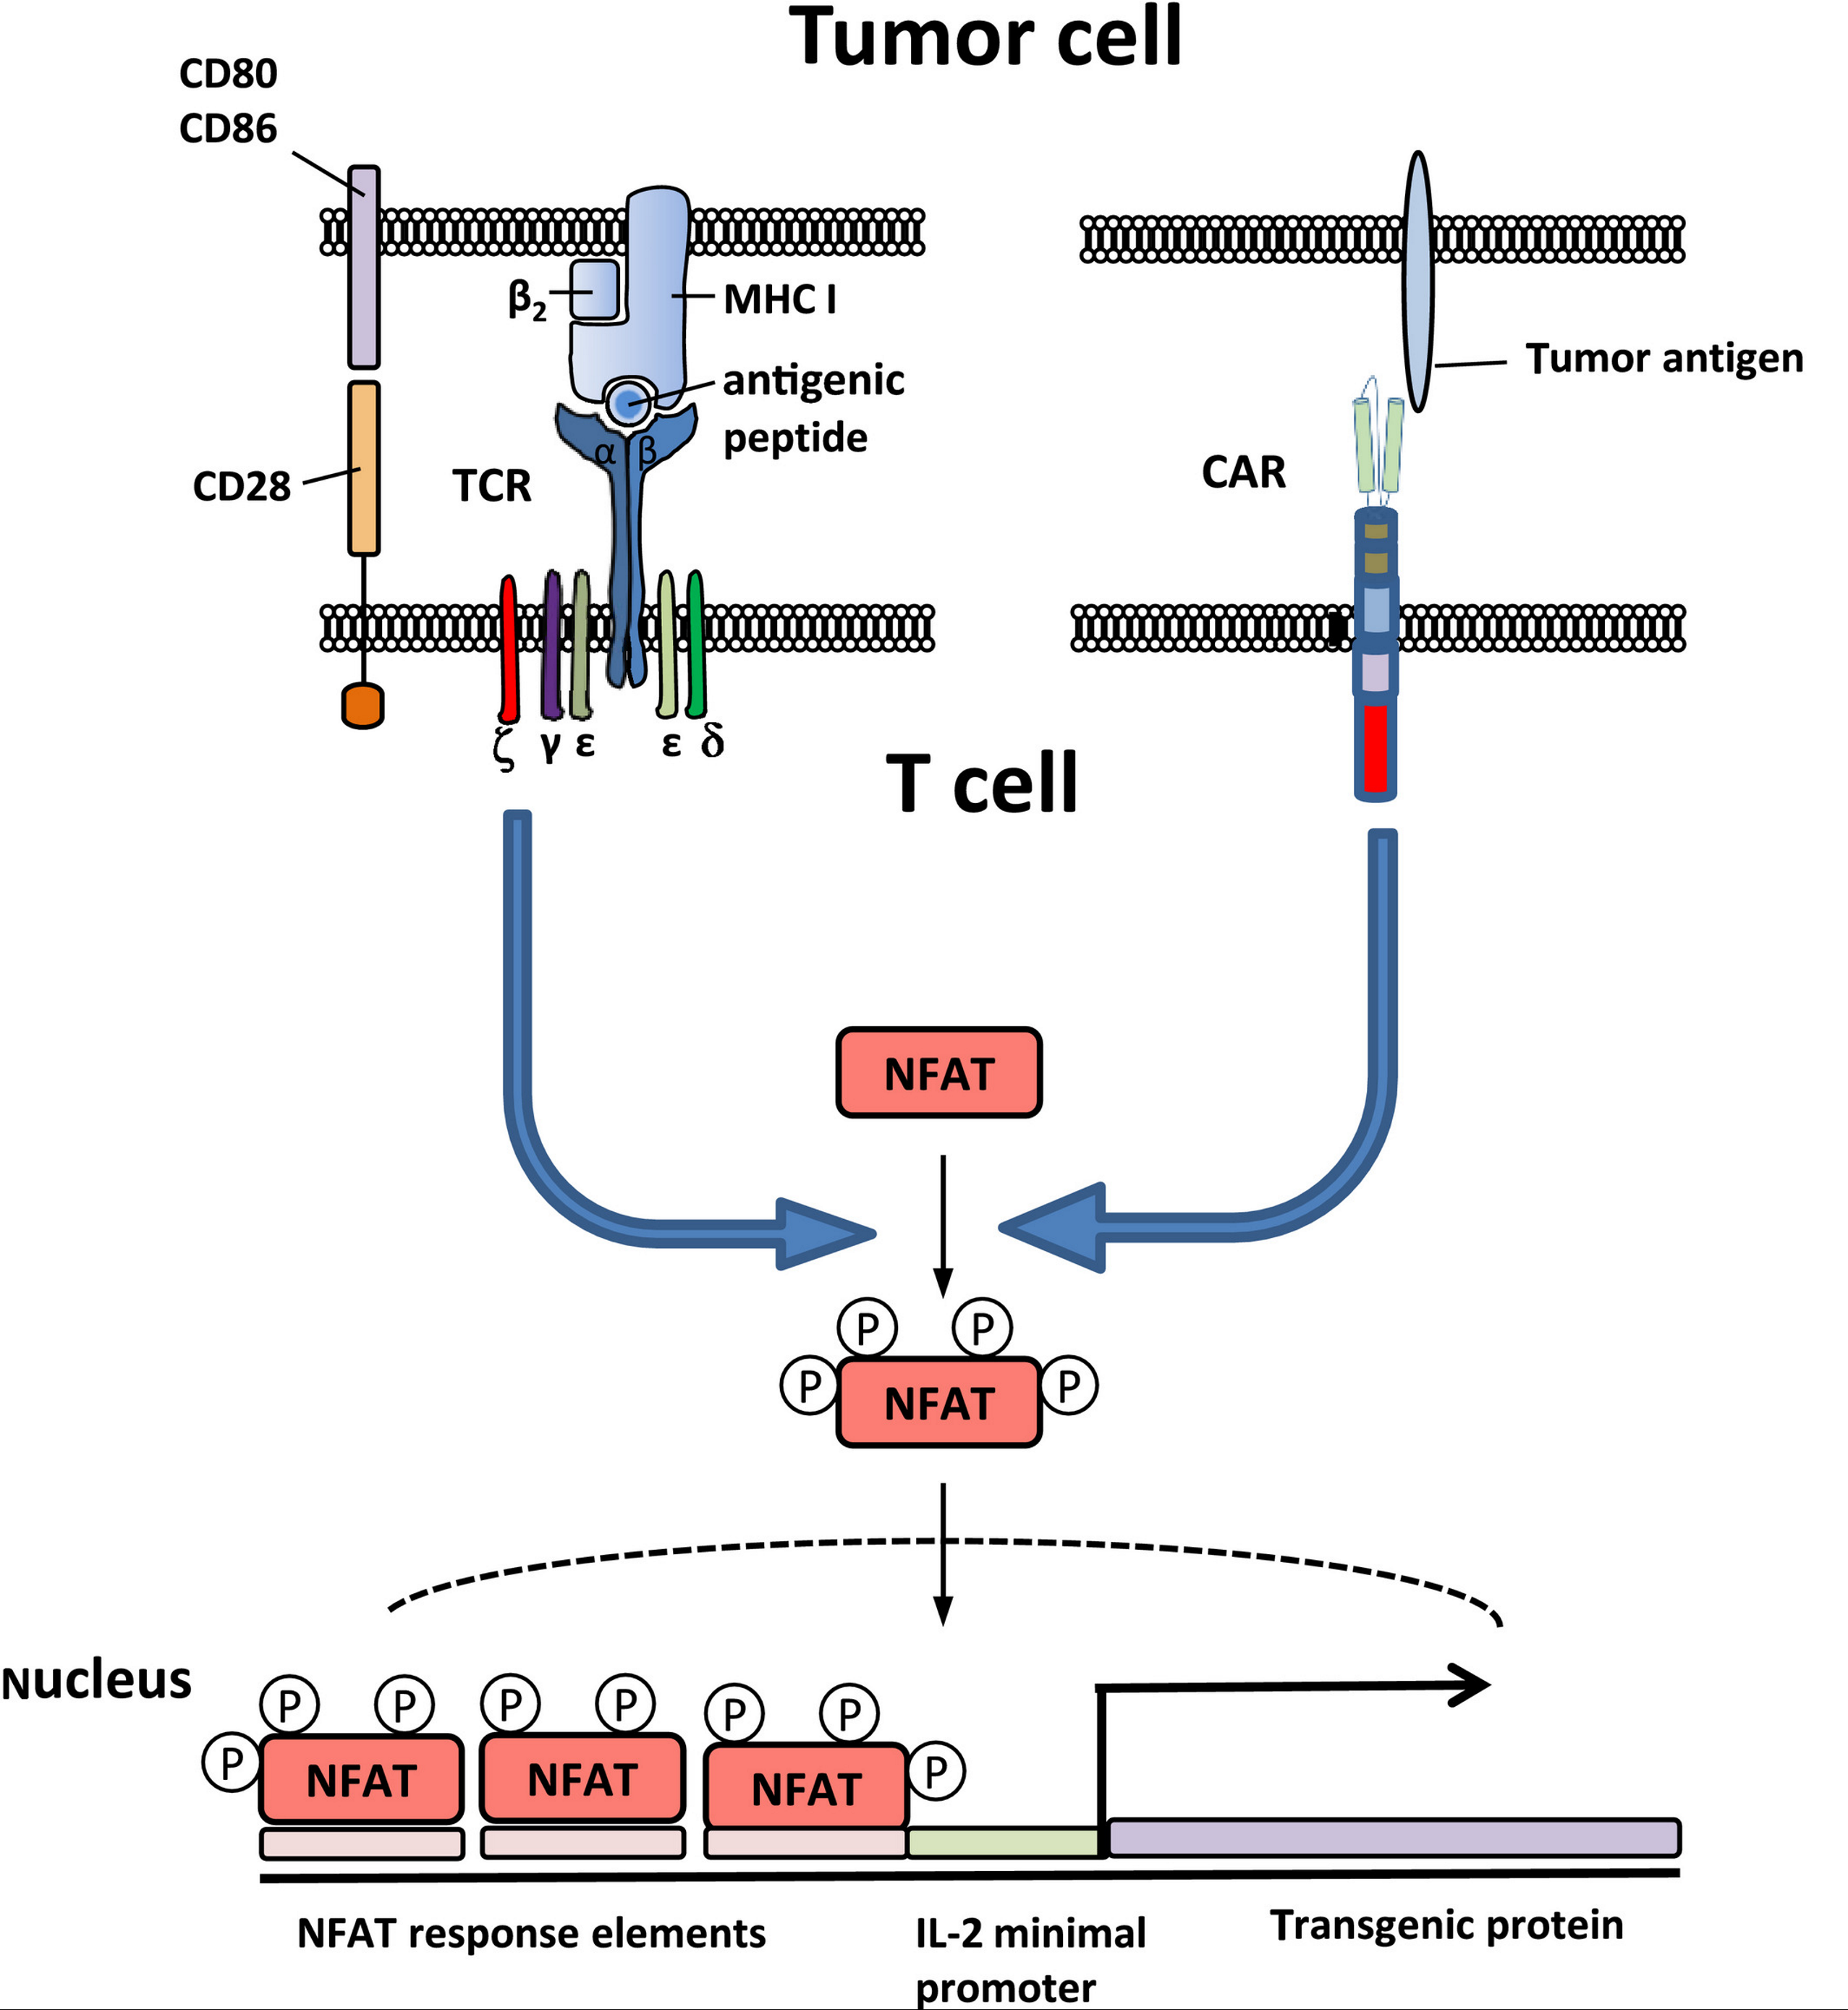 Tumor cell
CD80
CD86
β2
MHC I
antigenic
peptide
Tumor antigen
α β
CD28
TCR
CAR
ζ γ ε ε δ
T cell
NFAT
P P
P P
NFAT
Nucleus
P P P P P P
P P
NFAT NFAT NFAT
NFAT response elements
IL-2 minimal
promoter
Transgenic protein